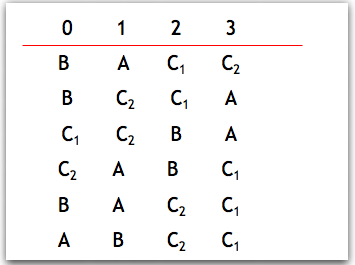 0 1 2 3
B A C₁ C₂
B C₂ C₁ A
C₁ C₂ B A
C₂ A B C₁
B A C₂ C₁
A B C₂ C₁